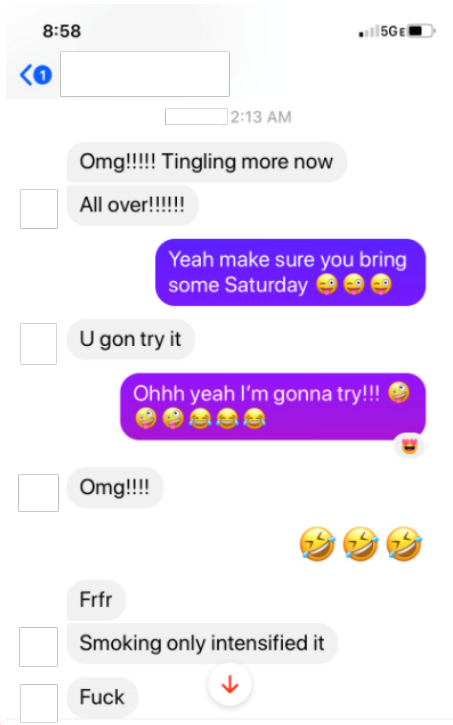 8:58
5GE
1
2:13 AM
Omg!!!!! Tingling more now
All over!!!!!!
Yeah make sure you bring
some Saturday 😜😜😜
U gon try it
Ohhh yeah I'm gonna try!!! 🤪
🤪🤪😂😂😂
😍
Omg!!!!
🤣🤣🤣
Frfr
Smoking only intensified it
Fuck